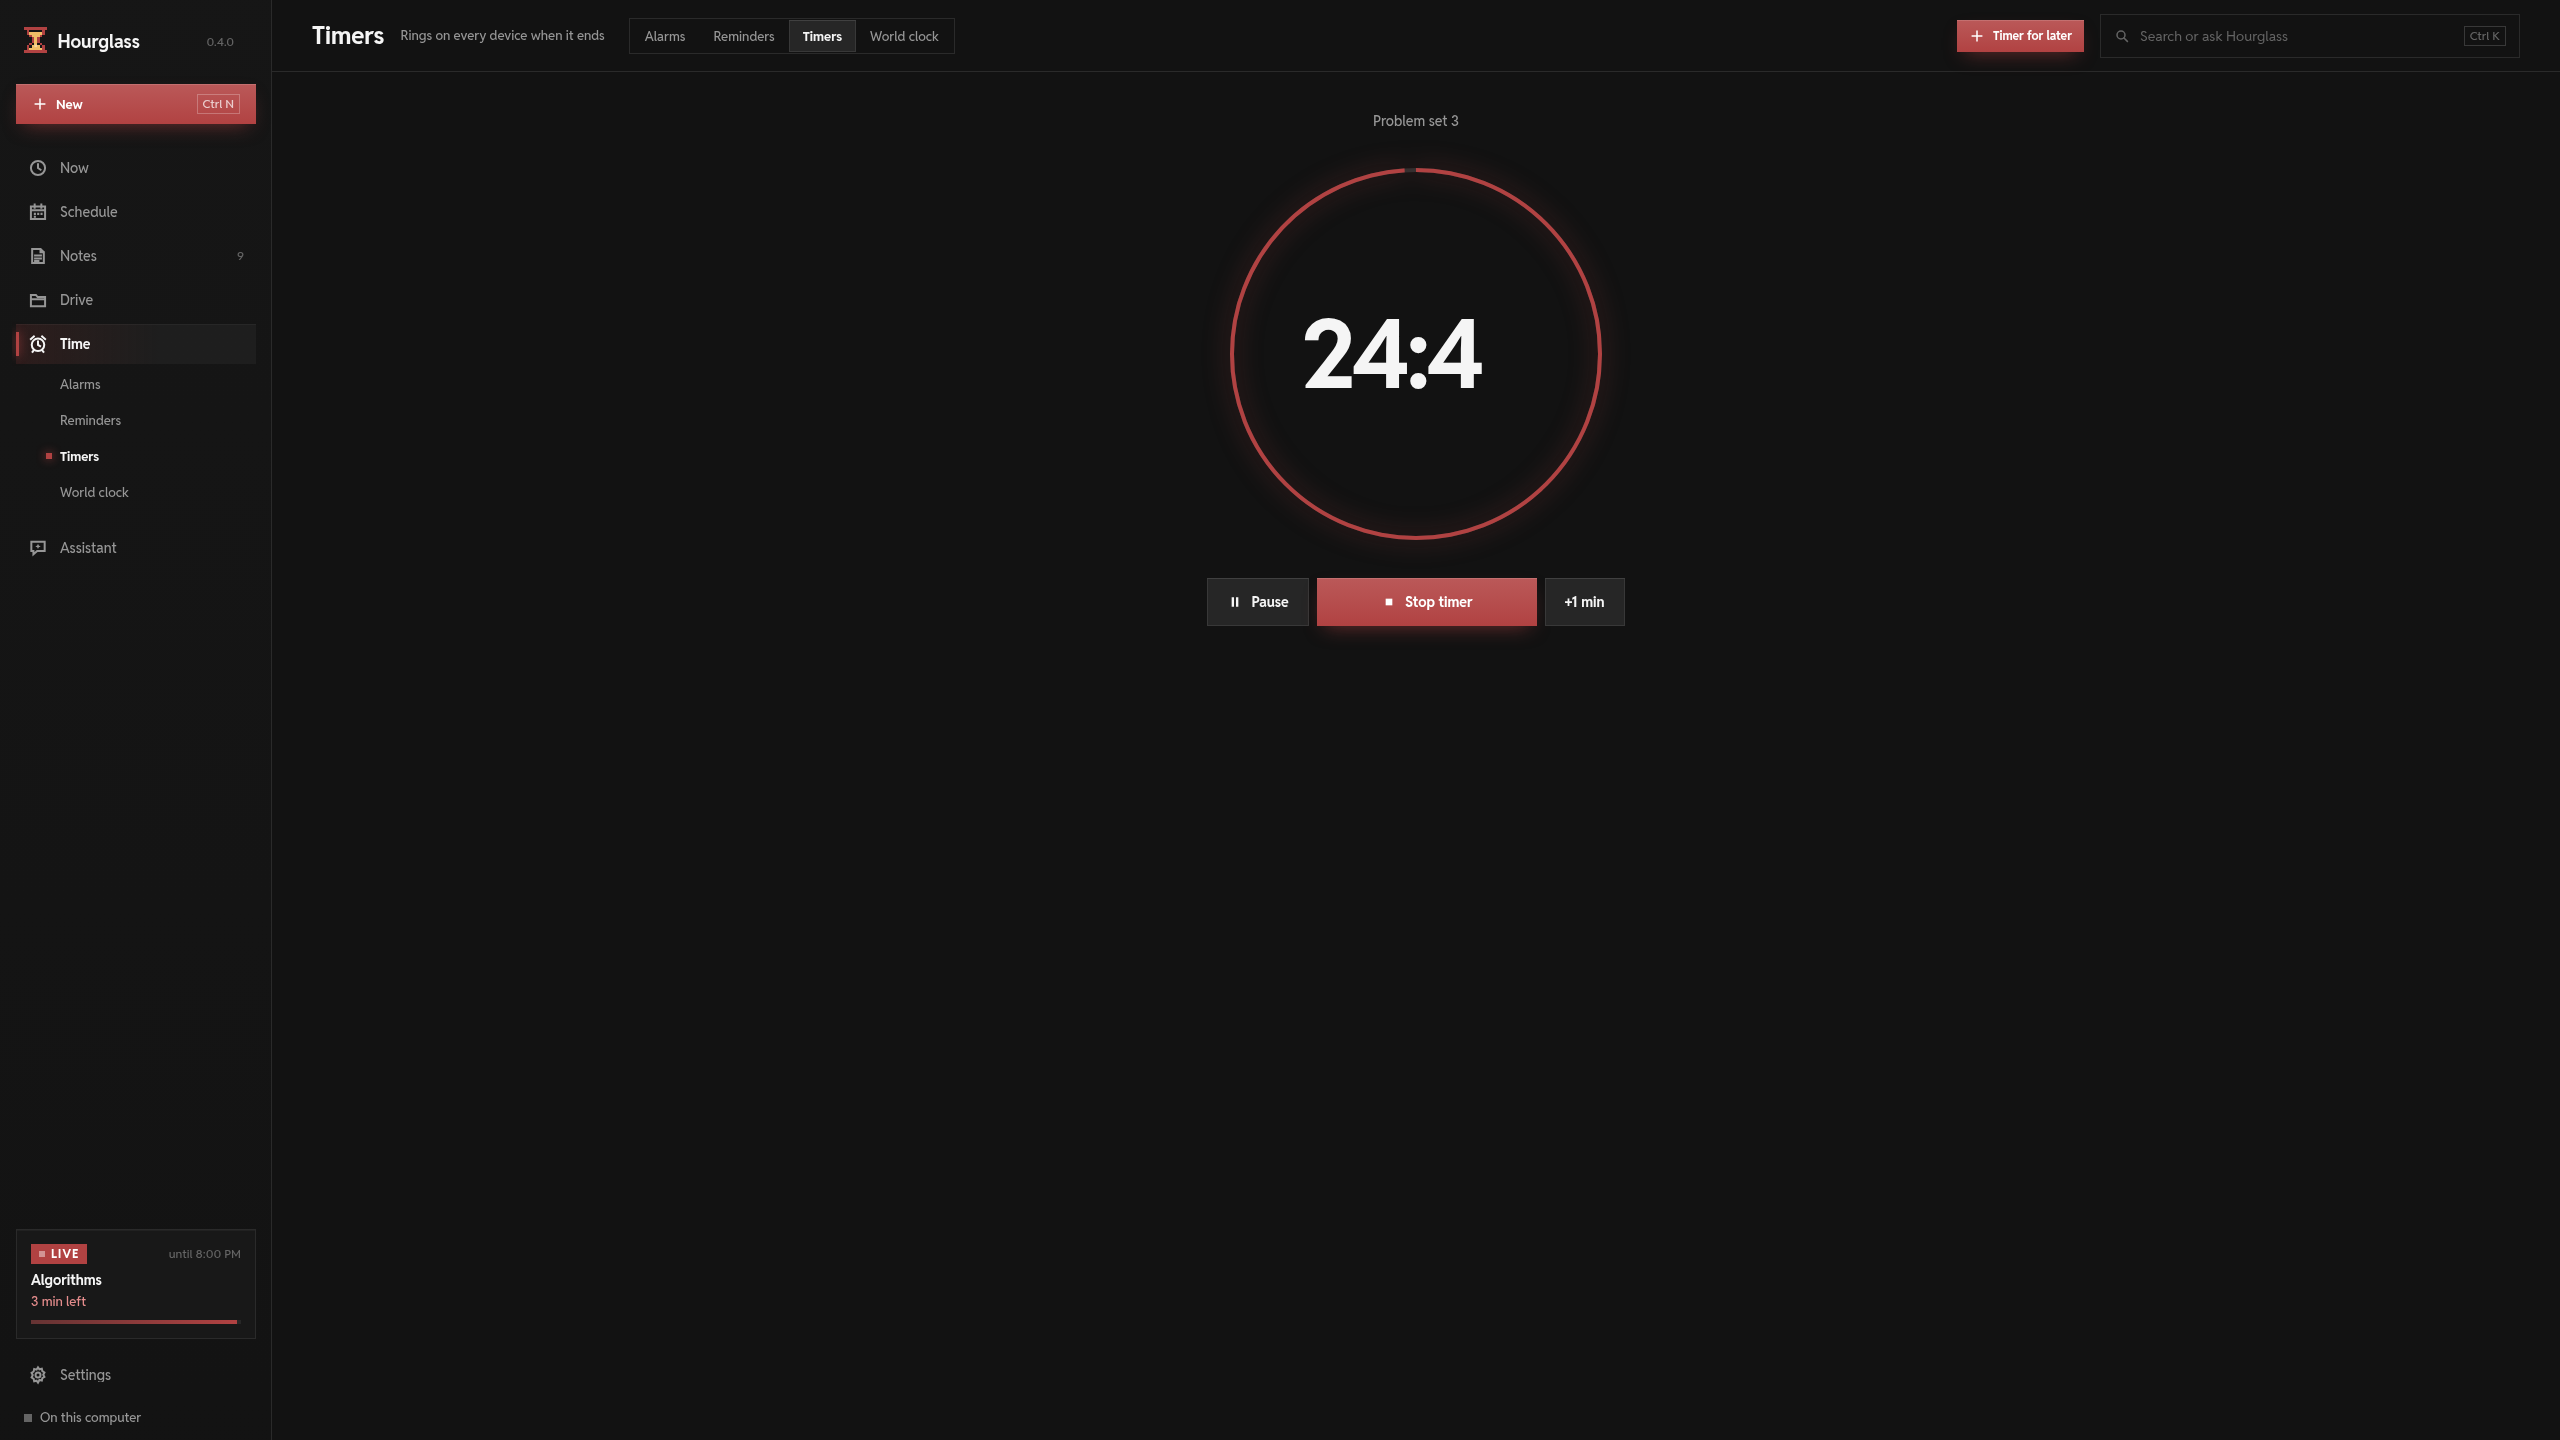 Hourglass
0.4.0
New
Ctrl N
Now
Schedule
Notes
9
Drive
Time
Alarms
Reminders
Timers
World clock
Assistant
LIVE
until 8:00 PM
Algorithms
3 min left
Settings
On this computer
Timers
Rings on every device when it ends
Alarms
Reminders
Timers
World clock
Timer for later
Search or ask Hourglass
Ctrl K
Problem set 3
24:4
Pause
Stop timer
+1 min